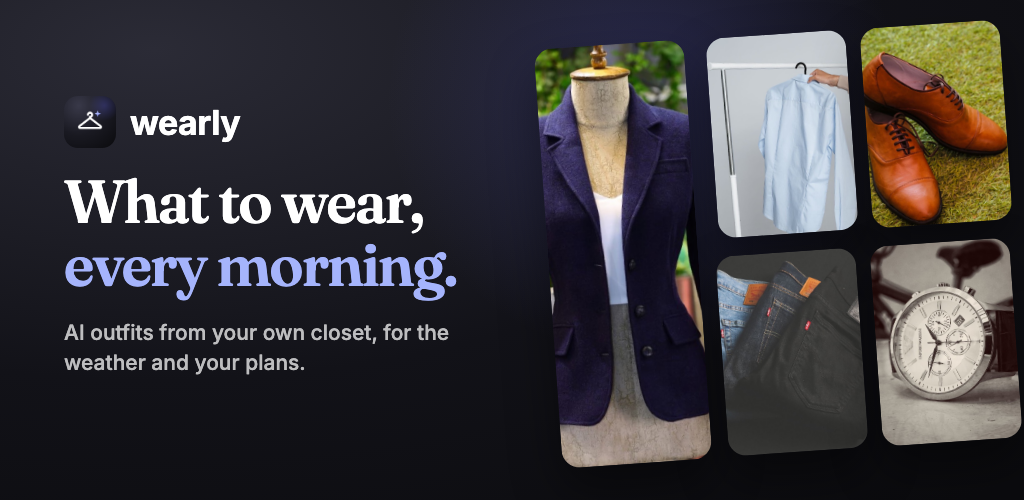 wearly
What to wear,
every morning.
AI outfits from your own closet, for the
weather and your plans.